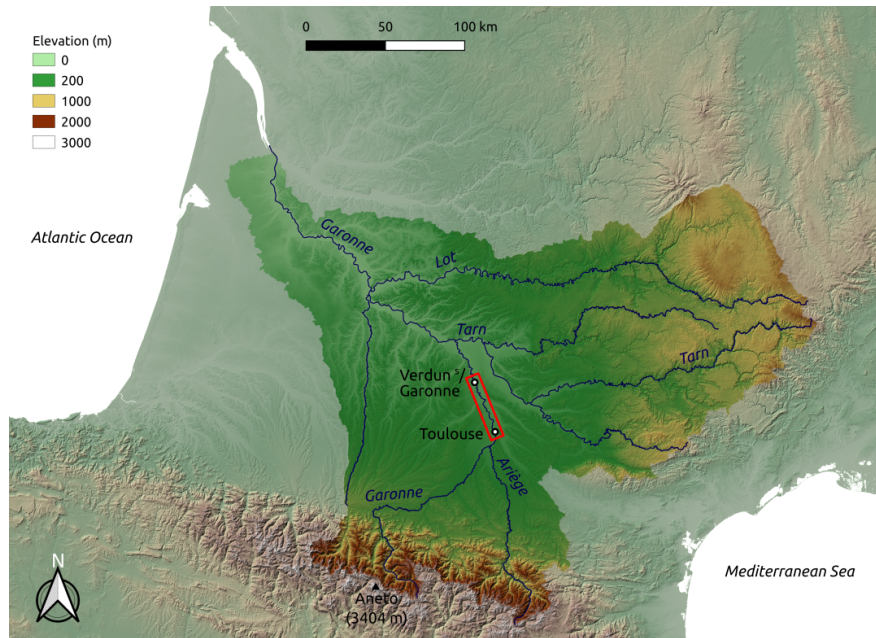 0 50 100 km
Elevation (m)
0
200
1000
2000
3000
Garonne
Atlantic Ocean
Lot
Tarn
Tarn
Verdun s/
Garonne
Toulouse
Ariège
Garonne
N
Mediterranean Sea
Aneto
(3404 m)